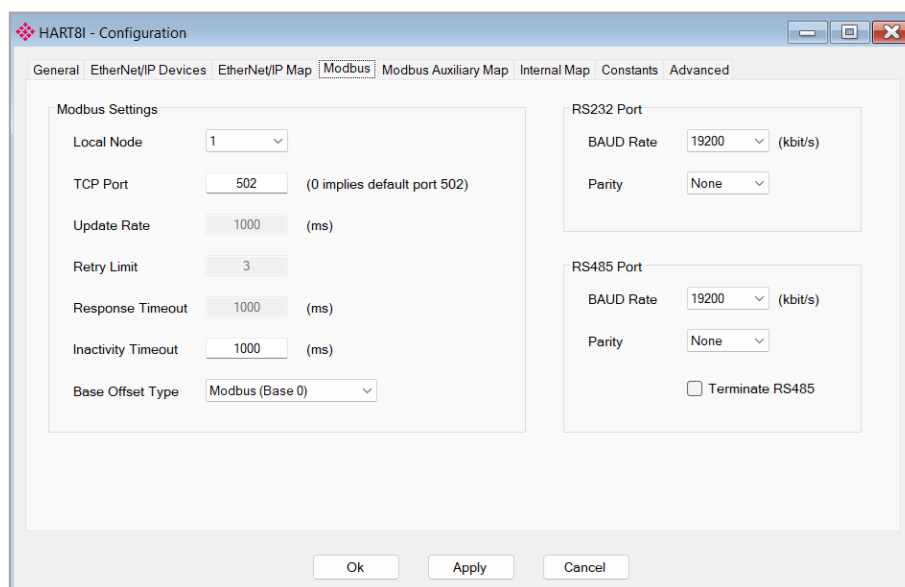 HART8I - Configuration
General EtherNet/IP Devices EtherNet/IP Map Modbus Modbus Auxiliary Map Internal Map Constants Advanced
Modbus Settings
Local Node 1
TCP Port 502 (0 implies default port 502)
Update Rate 1000 (ms)
Retry Limit 3
Response Timeout 1000 (ms)
Inactivity Timeout 1000 (ms)
Base Offset Type Modbus (Base 0)
RS232 Port
BAUD Rate 19200 (kbit/s)
Parity None
RS485 Port
BAUD Rate 19200 (kbit/s)
Parity None
Terminate RS485
Ok Apply Cancel